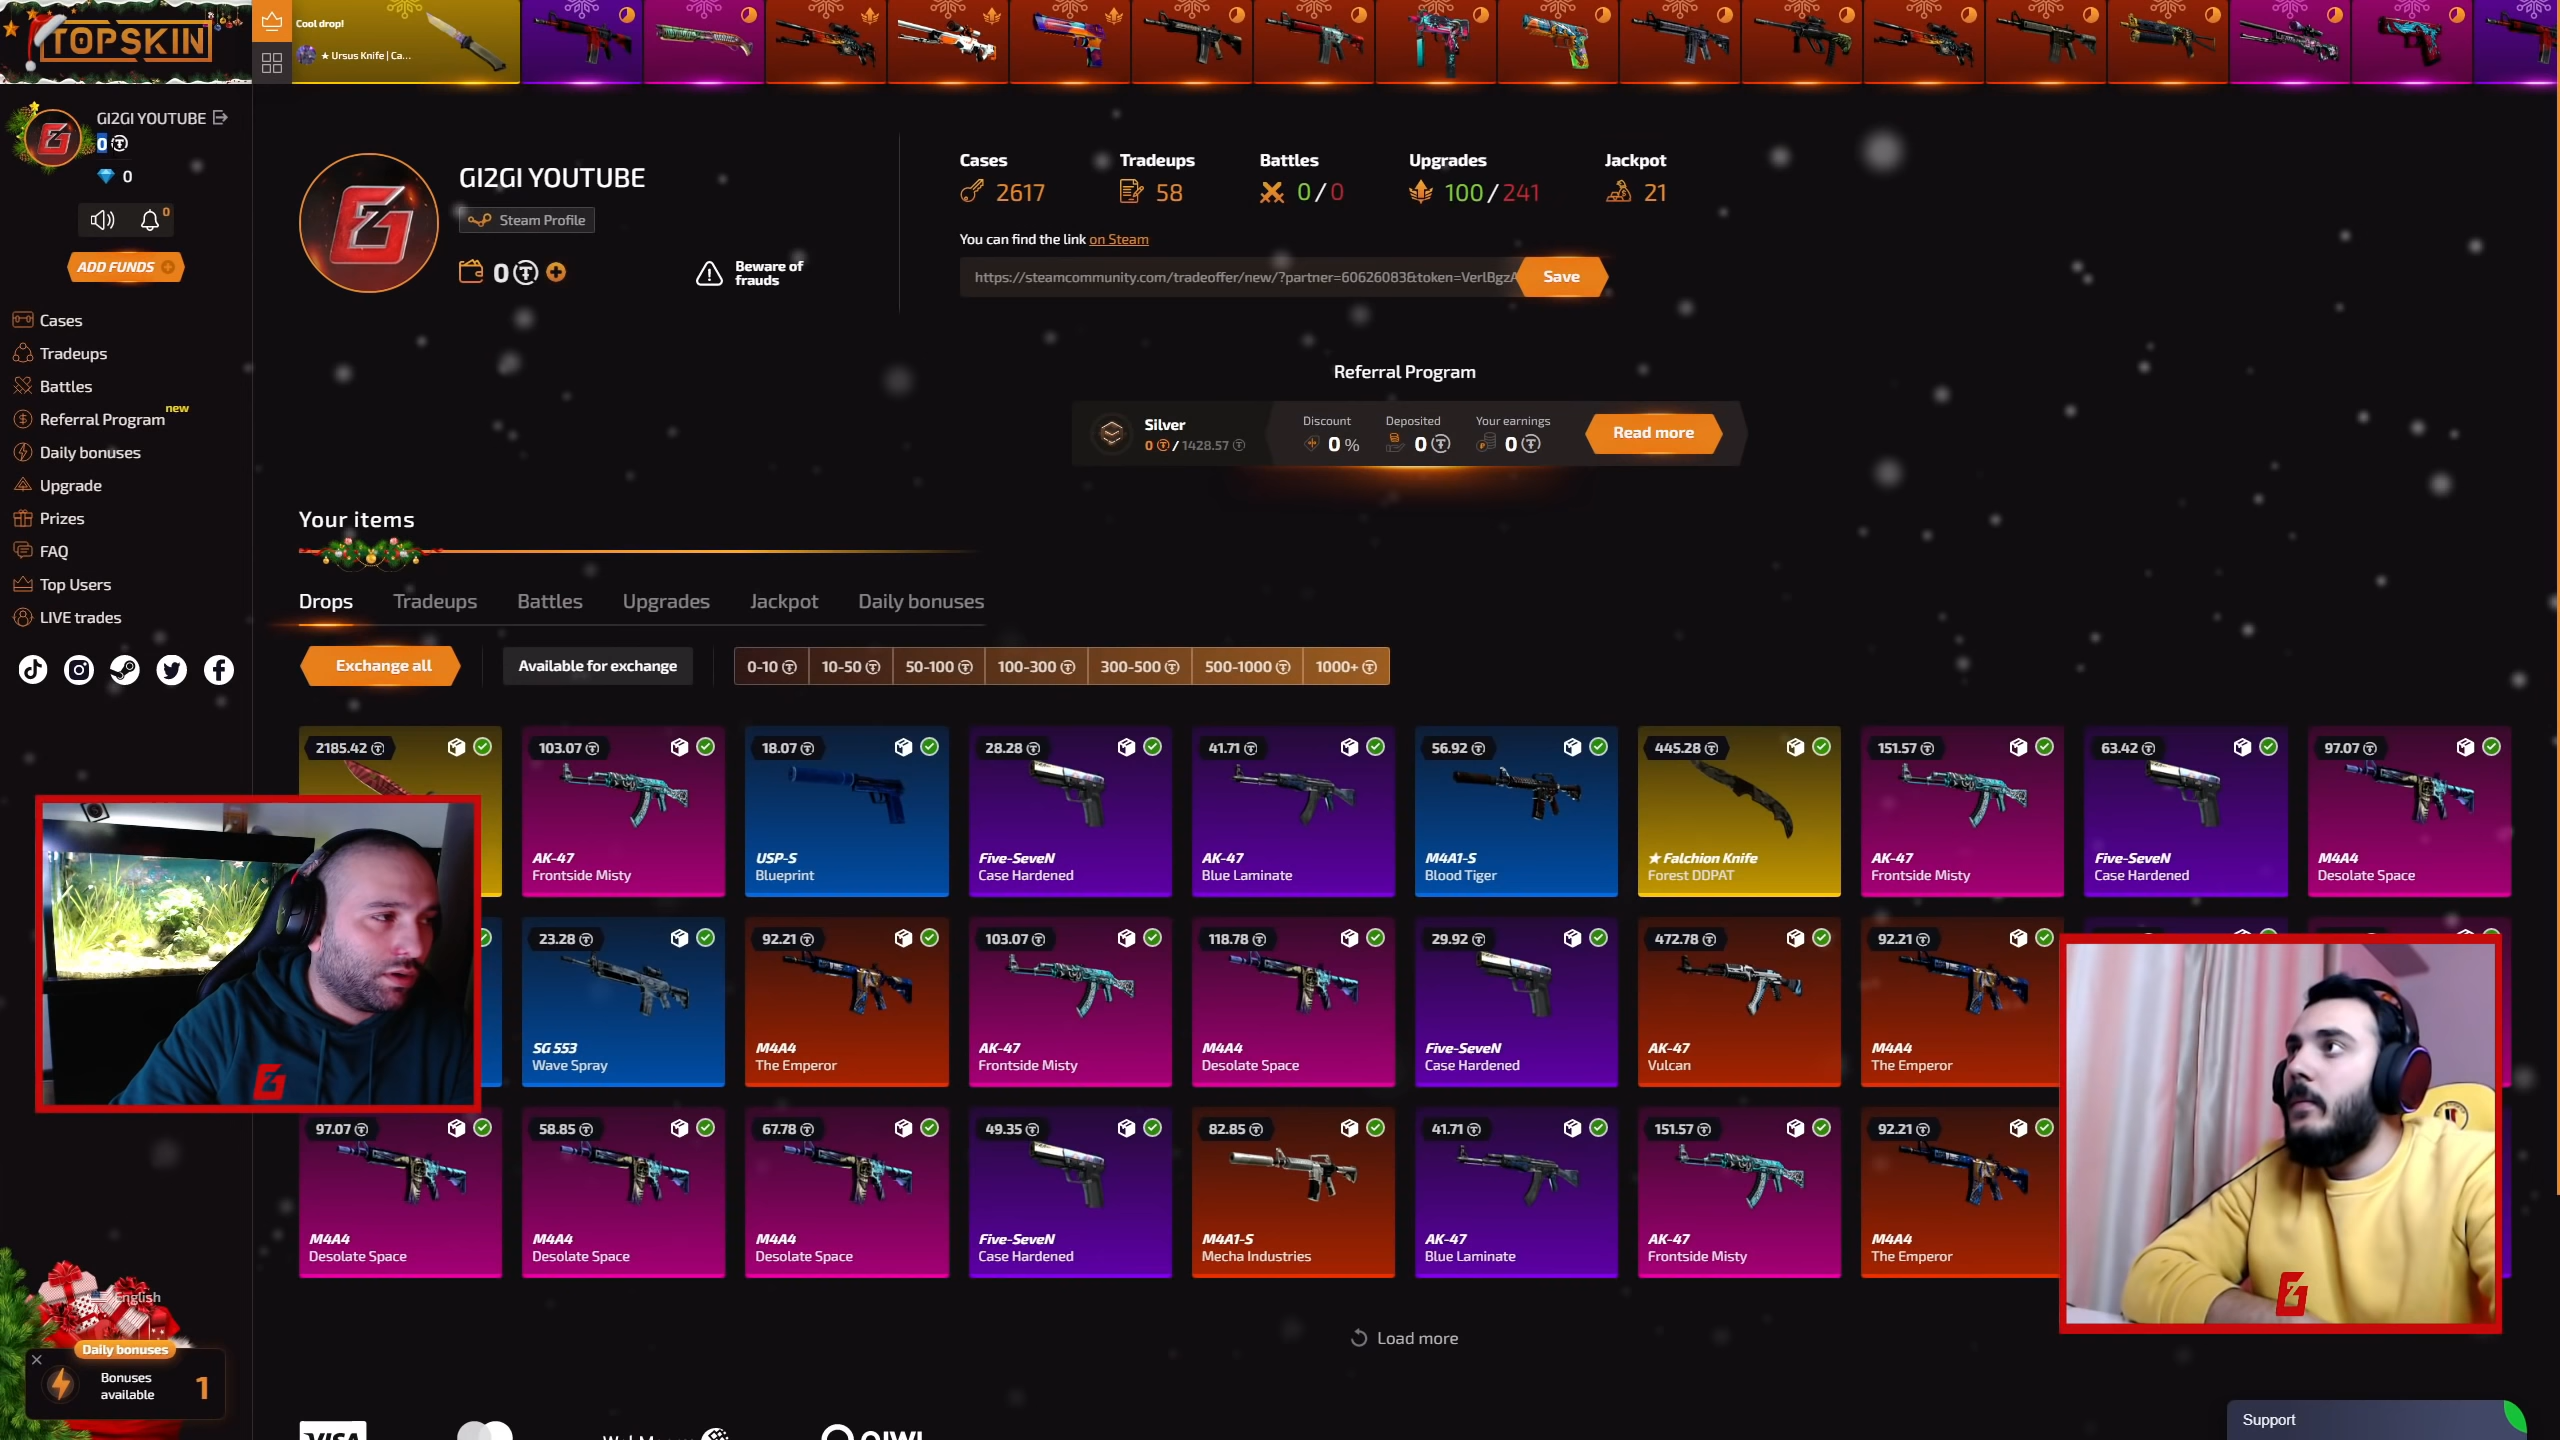 TOPSKIN
Cool drop!
★ Ursus Knife | Ca...
GI2GI YOUTUBE
0
0
0
ADD FUNDS
Cases
Tradeups
Battles
Referral Program new
Daily bonuses
Upgrade
Prizes
FAQ
Top Users
LIVE trades
GI2GI YOUTUBE
Steam Profile
0
Beware of
frauds
Cases Tradeups Battles Upgrades Jackpot
2617 58 0/0 100/241 21
You can find the link on Steam
Save
Referral Program
Silver
0 / 1428.57
Discount Deposited Your earnings
0 % 0 0
Read more
Your items
Drops Tradeups Battles Upgrades Jackpot Daily bonuses
Exchange all Available for exchange 0-10 10-50 50-100 100-300 300-500 500-1000 1000+
2185.42 103.07 18.07 28.28 41.71 56.92 445.28 151.57 63.42 97.07
AK-47 USP-S Five-SeveN AK-47 M4A1-S ★ Falchion Knife AK-47 Five-SeveN M4A4
Frontside Misty Blueprint Case Hardened Blue Laminate Blood Tiger Forest DDPAT Frontside Misty Case Hardened Desolate Space
23.28 92.21 103.07 118.78 29.92 472.78 92.21
SG 553 M4A4 AK-47 M4A4 Five-SeveN AK-47 M4A4
Wave Spray The Emperor Frontside Misty Desolate Space Case Hardened Vulcan The Emperor
97.07 58.85 67.78 49.35 82.85 41.71 151.57 92.21
M4A4 M4A4 M4A4 Five-SeveN M4A1-S AK-47 AK-47 M4A4
Desolate Space Desolate Space Desolate Space Case Hardened Mecha Industries Blue Laminate Frontside Misty The Emperor
Load more
English
Daily bonuses
Bonuses
available
1
VISA
QIWI
Support